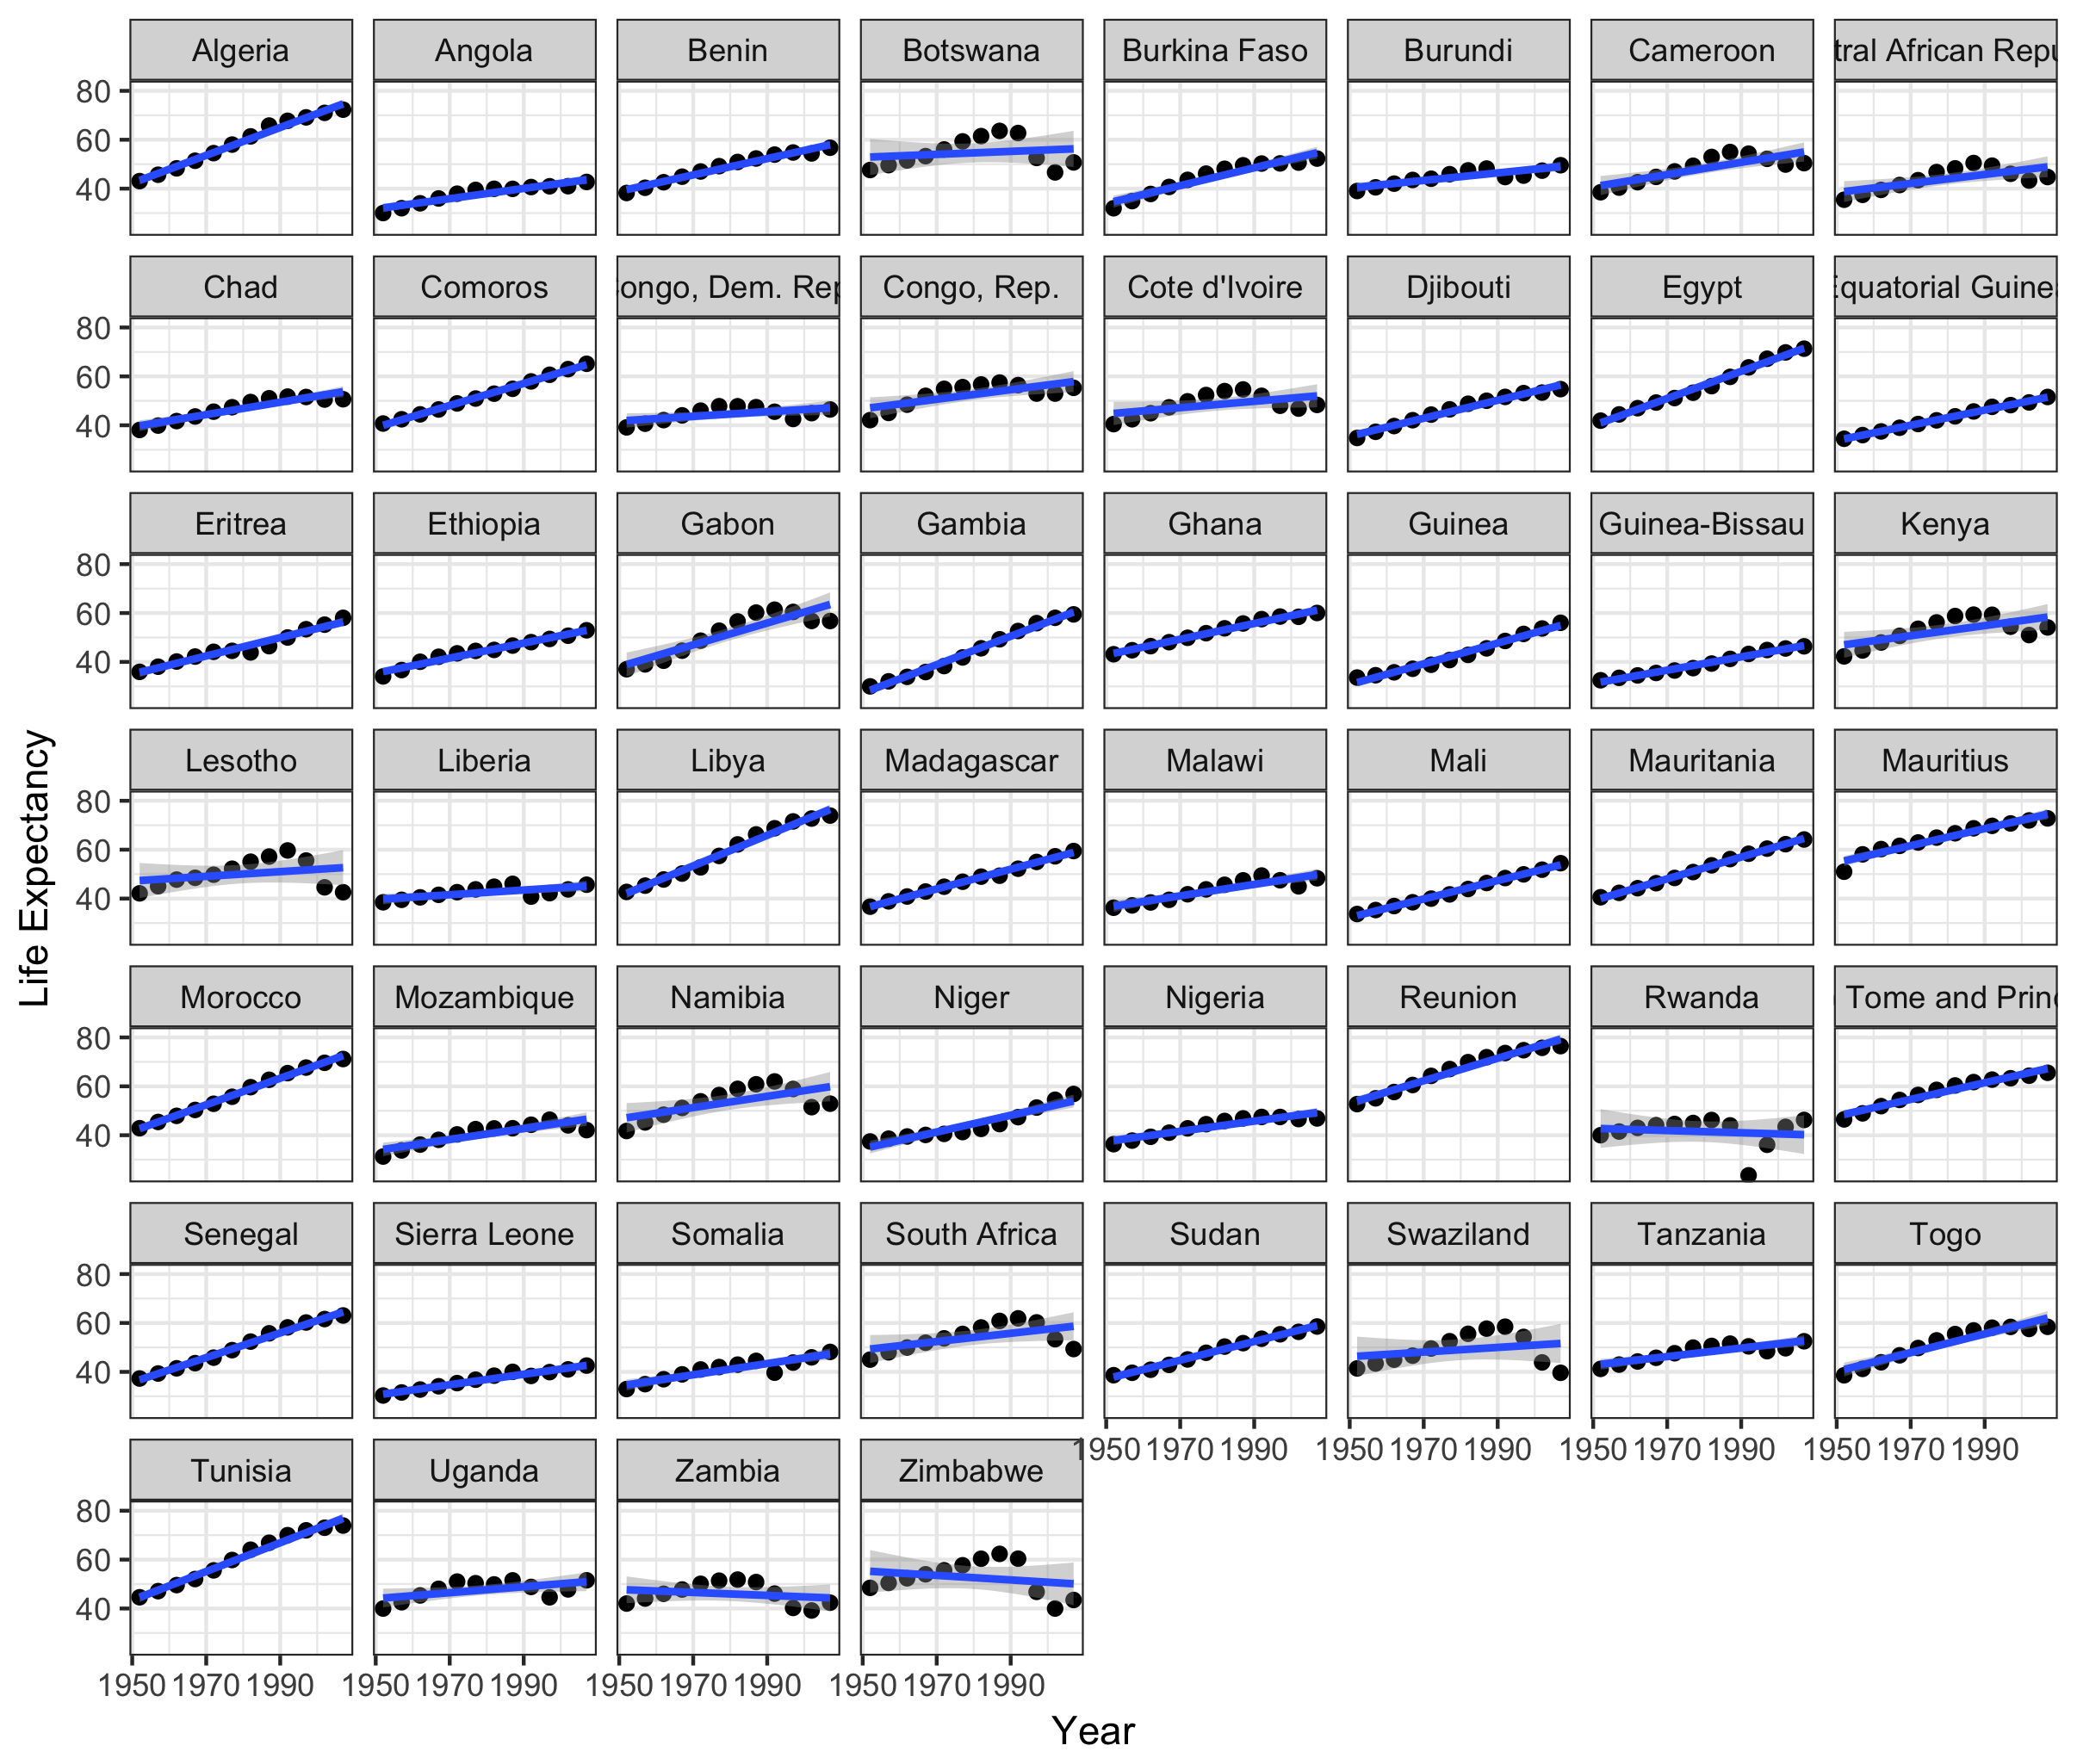 Algeria Angola Benin Botswana Burkina Faso Burundi Cameroon tral African Repu
80
60
40
Chad Comoros ongo, Dem. Rep Congo, Rep. Cote d'Ivoire Djibouti Egypt quatorial Guine
80
60
40
Eritrea Ethiopia Gabon Gambia Ghana Guinea Guinea-Bissau Kenya
80
60
40
Lesotho Liberia Libya Madagascar Malawi Mali Mauritania Mauritius
80
60
40
Life Expectancy
Morocco Mozambique Namibia Niger Nigeria Reunion Rwanda Tome and Princ
80
60
40
Senegal Sierra Leone Somalia South Africa Sudan Swaziland Tanzania Togo
80
60
40
1950 1970 1990 1950 1970 1990 1950 1970 1990 1950 1970 1990
Tunisia Uganda Zambia Zimbabwe
80
60
40
1950 1970 1990 1950 1970 1990 1950 1970 1990 1950 1970 1990
Year